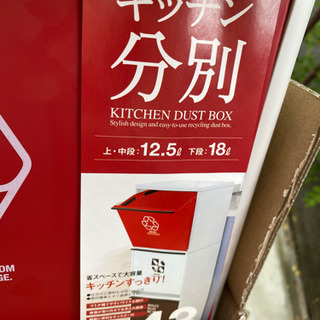 キッチン
分別
KITCHEN DUST BOX
Stylish design and easy-to-use recycling dust box.
上・中段:12.5ℓ 下段:18ℓ
省スペースで大容量
キッチンすっきり!
OM
GE.